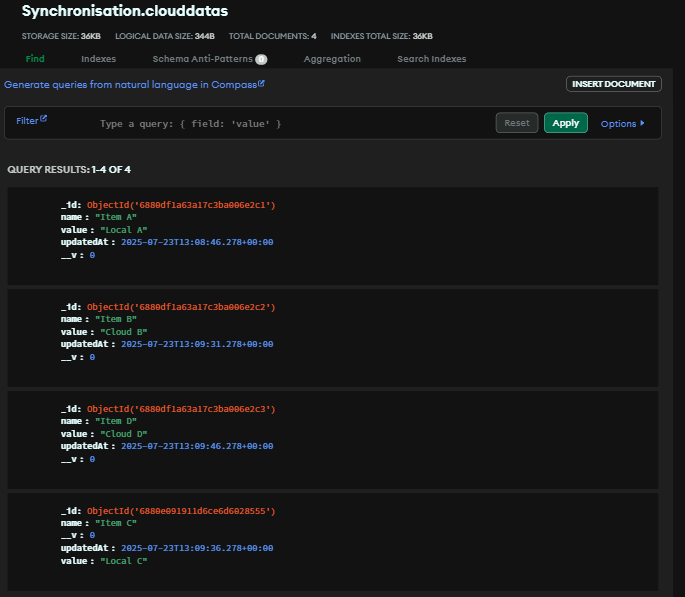 Synchronisation.clouddatas
STORAGE SIZE: 36KB LOGICAL DATA SIZE: 344B TOTAL DOCUMENTS: 4 INDEXES TOTAL SIZE: 36KB
Find Indexes Schema Anti-Patterns 0 Aggregation Search Indexes
Generate queries from natural language in Compass
INSERT DOCUMENT
Filter Type a query: { field: 'value' } Reset Apply Options
QUERY RESULTS: 1-4 OF 4
_id: ObjectId('6880df1a63a17c3ba006e2c1')
name : "Item A"
value : "Local A"
updatedAt : 2025-07-23T13:08:46.278+00:00
__v : 0
_id: ObjectId('6880df1a63a17c3ba006e2c2')
name : "Item B"
value : "Cloud B"
updatedAt : 2025-07-23T13:09:31.278+00:00
__v : 0
_id: ObjectId('6880df1a63a17c3ba006e2c3')
name : "Item D"
value : "Cloud D"
updatedAt : 2025-07-23T13:09:46.278+00:00
__v : 0
_id: ObjectId('6880e091911d6ce6d6028555')
name : "Item C"
__v : 0
updatedAt : 2025-07-23T13:09:36.278+00:00
value : "Local C"